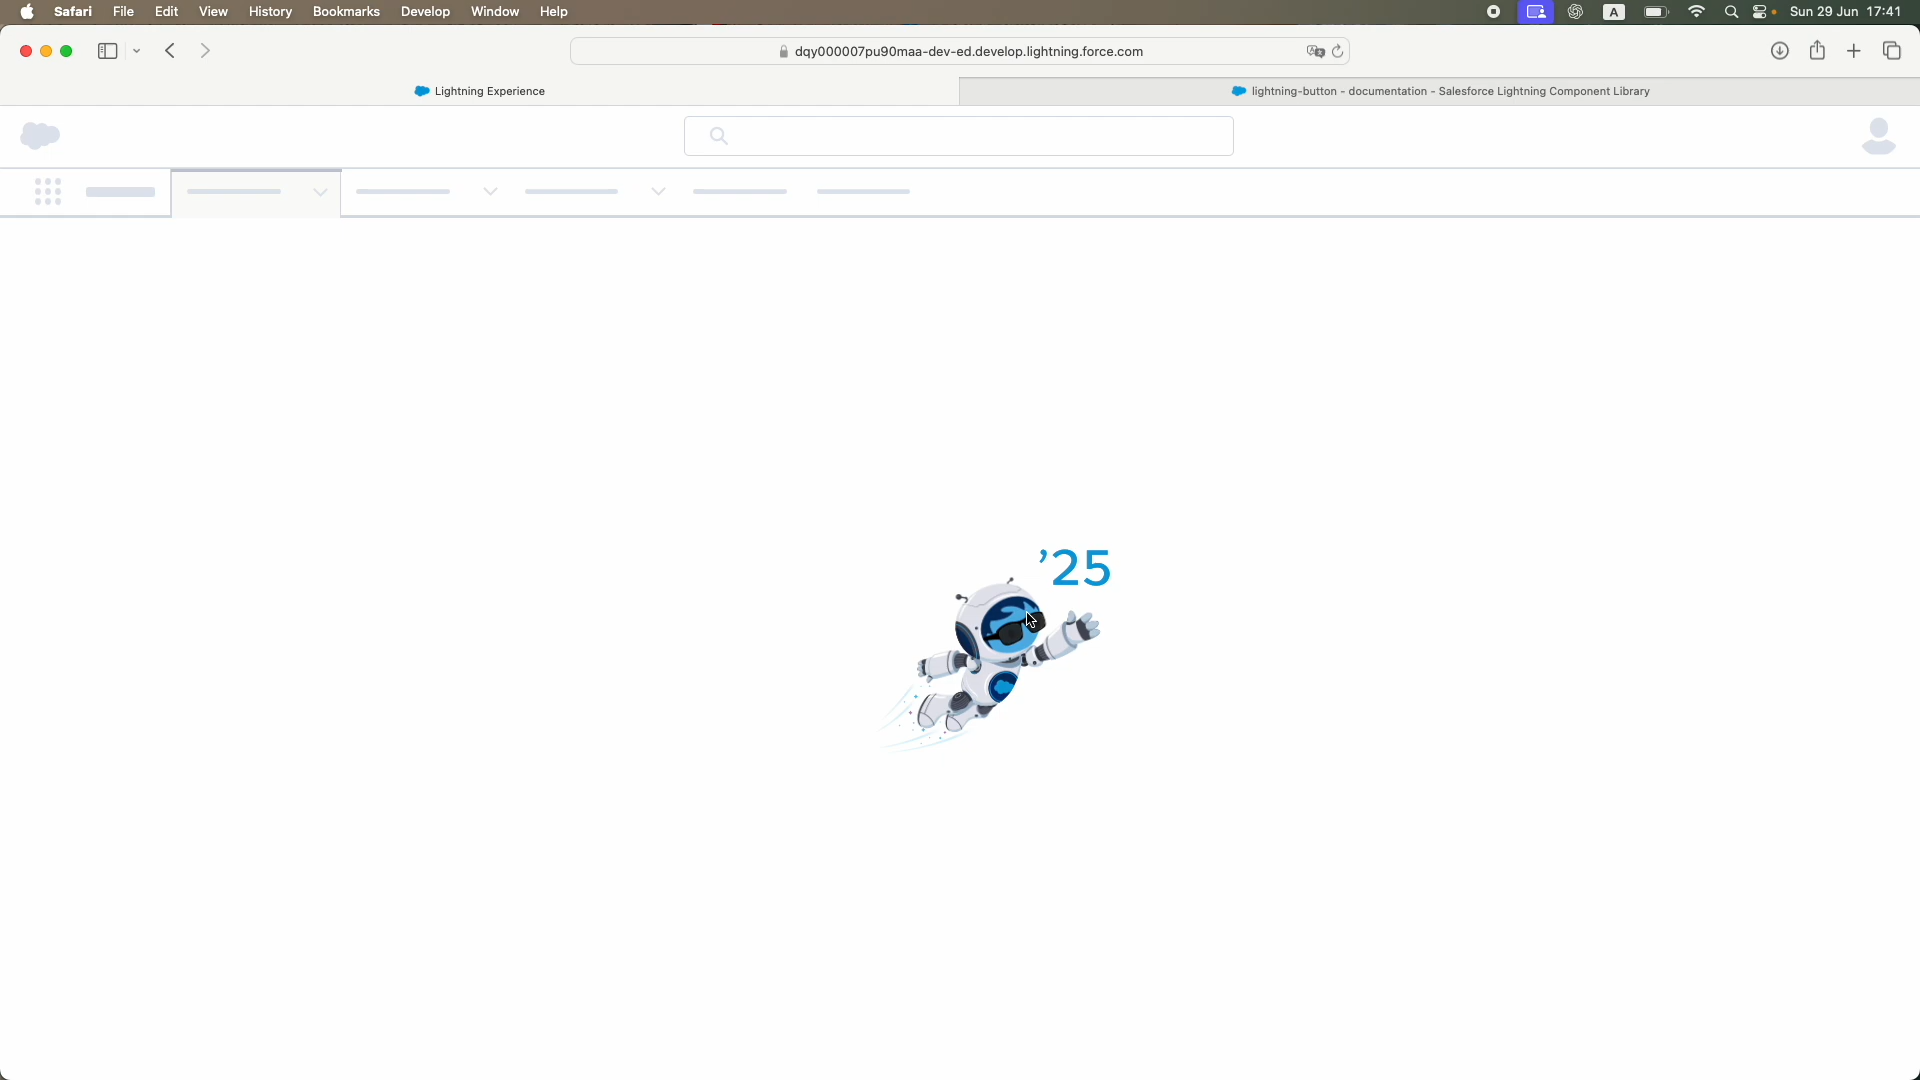 Safari File Edit View History Bookmarks Develop Window Help A Sun 29 Jun 17:41
dqy000007pu90maa-dev-ed.develop.lightning.force.com
Lightning Experience
lightning-button - documentation - Salesforce Lightning Component Library
’25